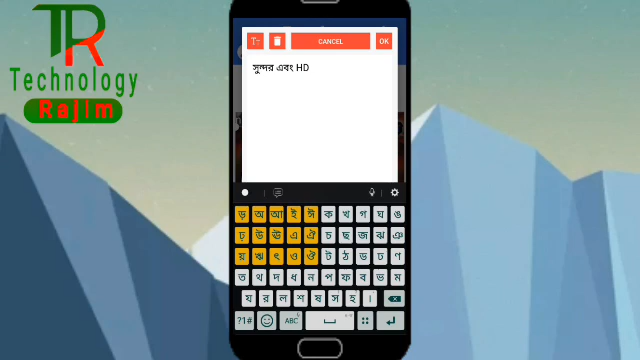 TR
Technology
Rajim
CANCEL
OK
সুন্দর এবং HD
ড় অ আ ই ঈ ক খ গ ঘ ঙ
ঢ় উ ঊ এ ঐ চ ছ জ ঝ ঞ
য় ঋ ৎ ও ঔ ট ঠ ড ঢ ণ
ত থ দ ধ ন প ফ ব ভ ম
য র ল শ ষ স হ ।
?1# ABC